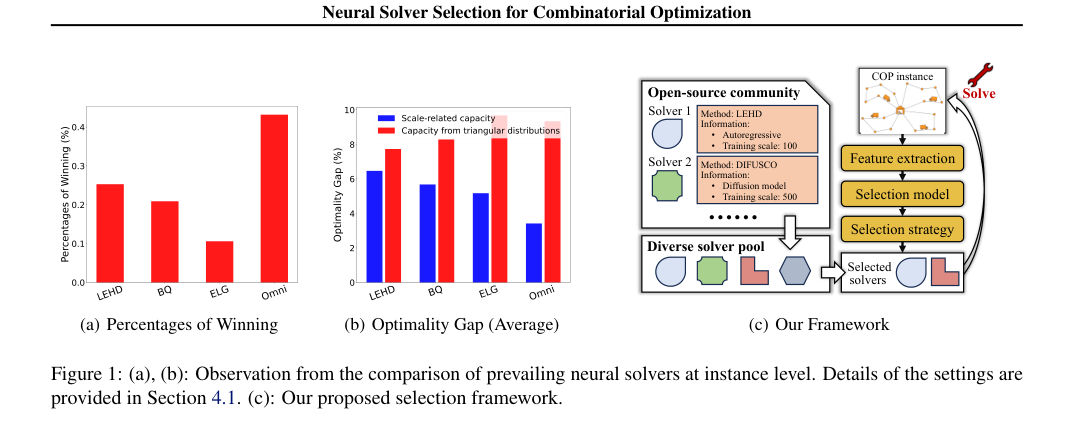 Neural Solver Selection for Combinatorial Optimization
Percentages of Winning (%)
0.4
0.3
0.2
0.1
0.0
LEHD
BQ
ELG
Omni
(a) Percentages of Winning
Optimality Gap (%)
10
8
6
4
2
0
Scale-related capacity
Capacity from triangular distributions
LEHD
BQ
ELG
Omni
(b) Optimality Gap (Average)
Open-source community
Solver 1
Method: LEHD
Information:
• Autoregressive
• Training scale: 100
Solver 2
Method: DIFUSCO
Information:
• Diffusion model
• Training scale: 500
••••••
Diverse solver pool
COP instance
Solve
Feature extraction
Selection model
Selection strategy
Selected
solvers
(c) Our Framework
Figure 1: (a), (b): Observation from the comparison of prevailing neural solvers at instance level. Details of the settings are
provided in Section 4.1. (c): Our proposed selection framework.